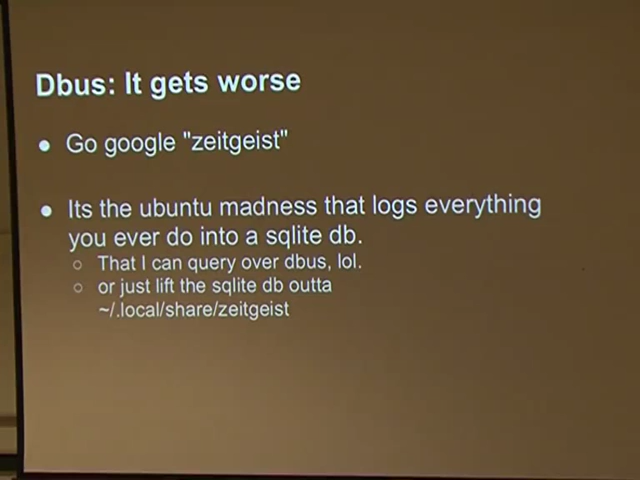 Dbus: It gets worse
● Go google "zeitgeist"
● Its the ubuntu madness that logs everything
you ever do into a sqlite db.
○ That I can query over dbus, lol.
○ or just lift the sqlite db outta
~/.local/share/zeitgeist